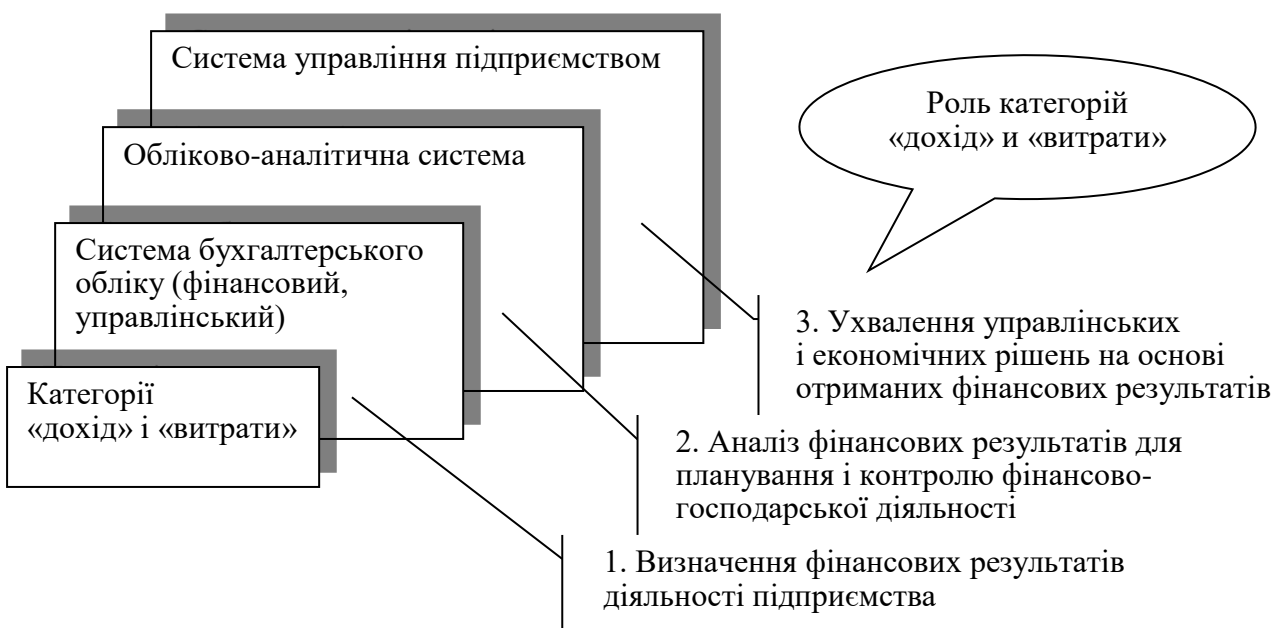 Система управління підприємством
Роль категорій
«дохід» и «витрати»
Обліково-аналітична система
Система бухгалтерського
обліку (фінансовий,
управлінський)
Категорії
«дохід» і «витрати»
3. Ухвалення управлінських
і економічних рішень на основі
отриманих фінансових результатів
2. Аналіз фінансових результатів для
планування і контролю фінансово-
господарської діяльності
1. Визначення фінансових результатів
діяльності підприємства